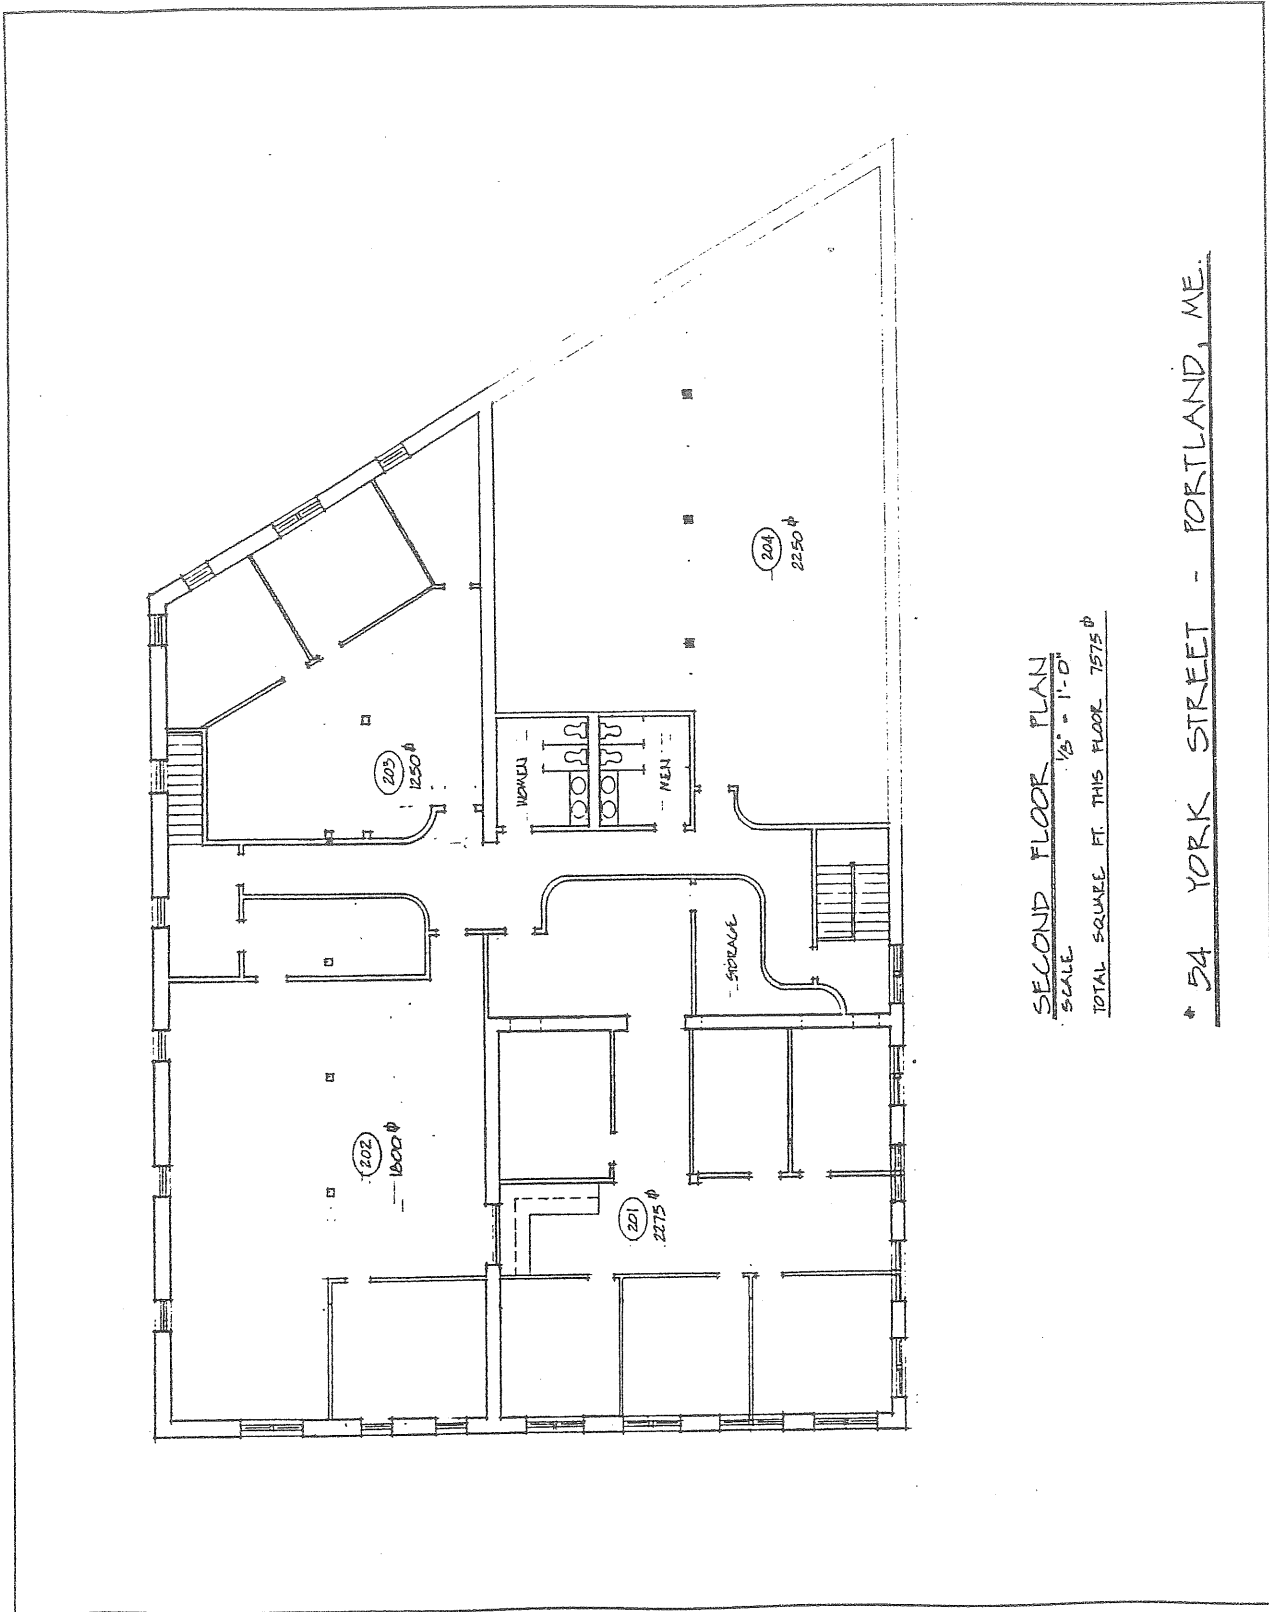 203
1250⌀
WOMEN
MEN
204
2250⌀
STORAGE
202
1800⌀
201
2275⌀
SECOND FLOOR PLAN
SCALE 1/8" = 1'-0"
TOTAL SQUARE FT. THIS FLOOR 7575⌀
* 54 YORK STREET - PORTLAND, ME.